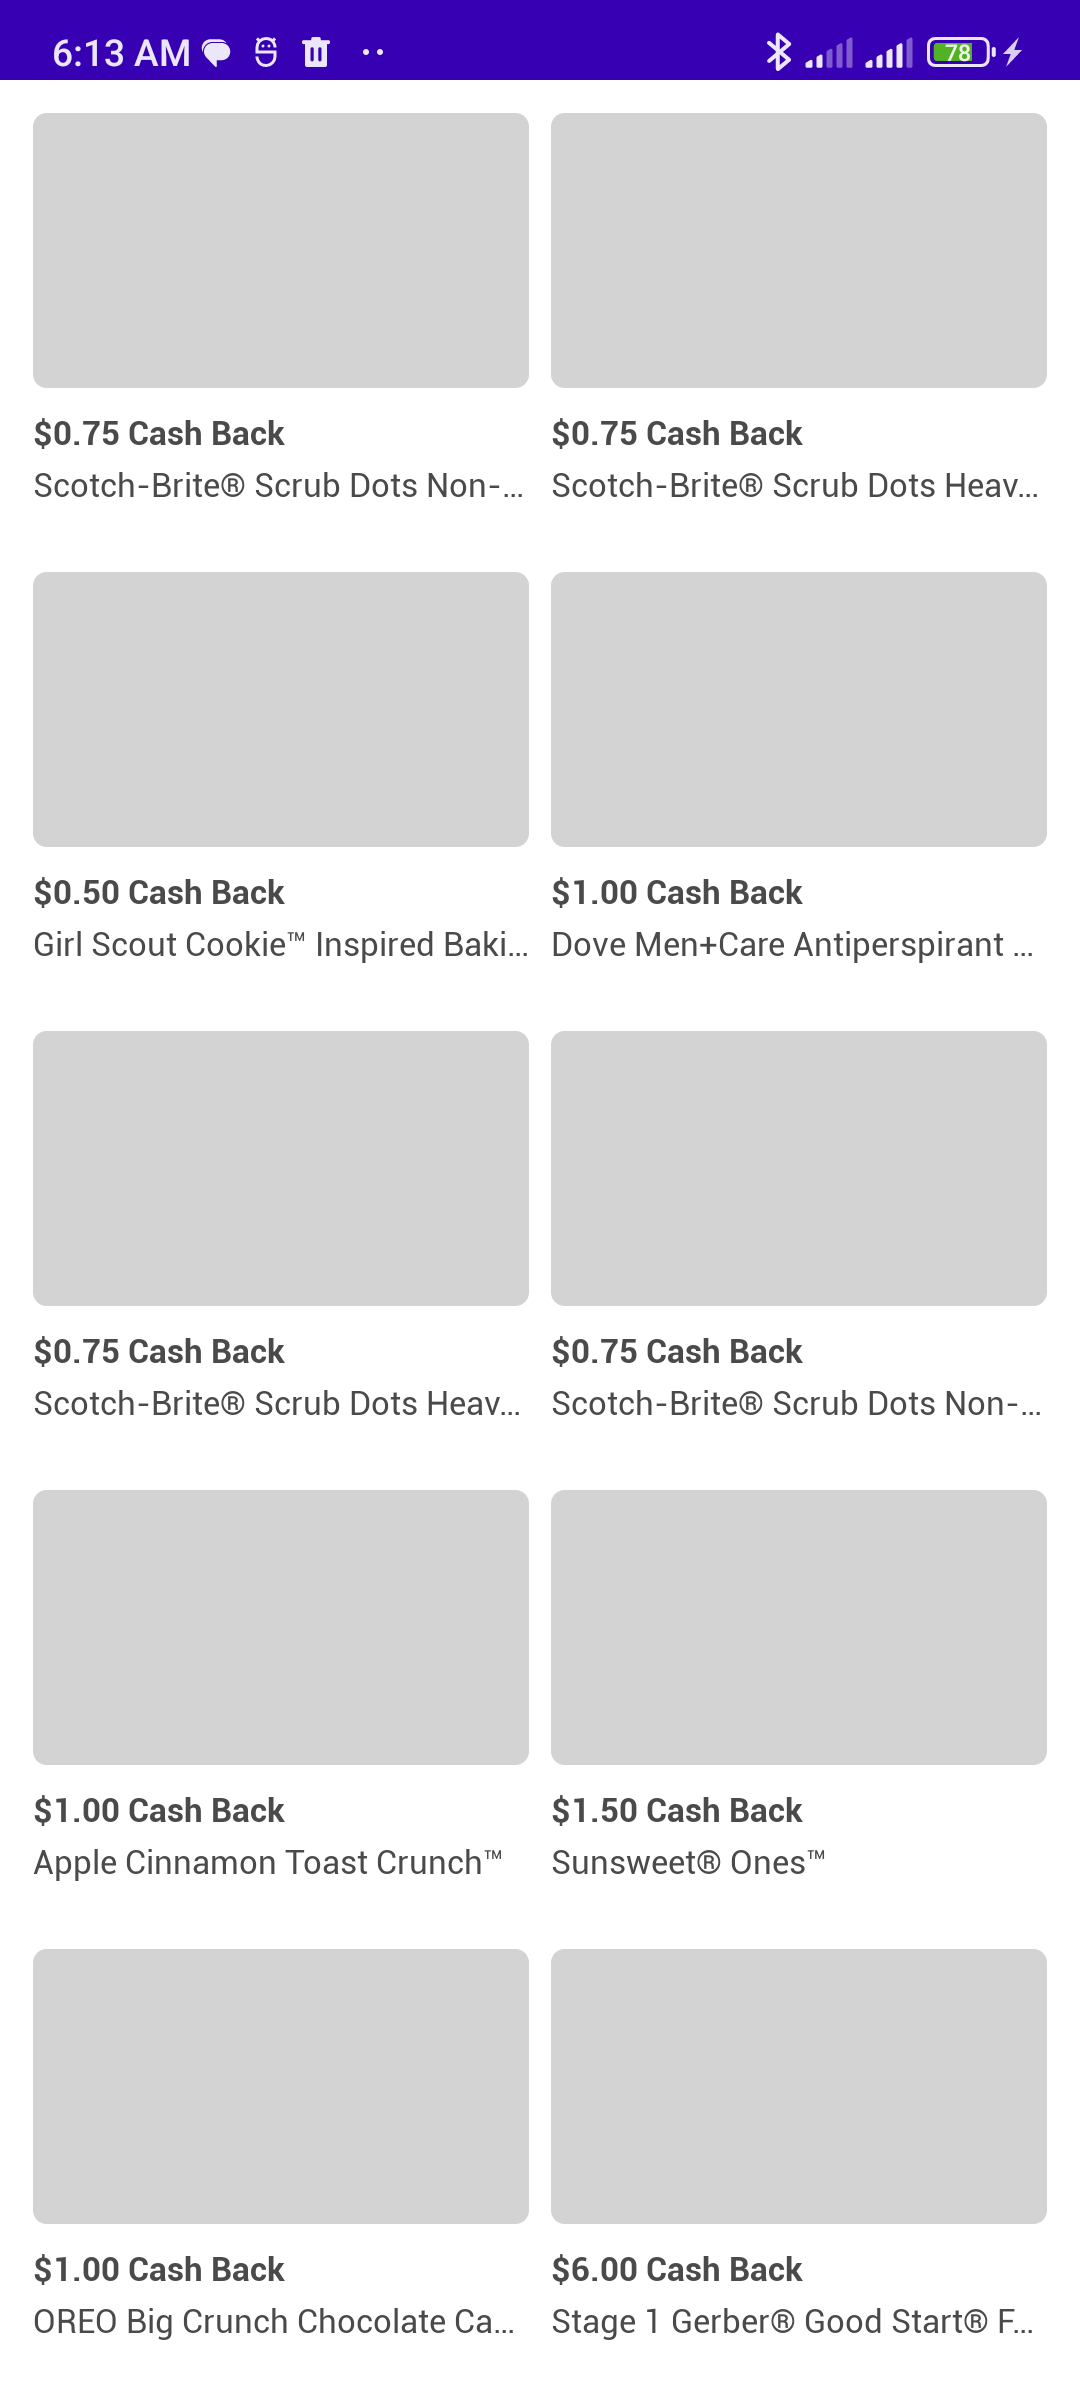 6:13 AM
78
$0.75 Cash Back
Scotch-Brite® Scrub Dots Non-...
$0.75 Cash Back
Scotch-Brite® Scrub Dots Heav...
$0.50 Cash Back
Girl Scout Cookie™ Inspired Baki...
$1.00 Cash Back
Dove Men+Care Antiperspirant ...
$0.75 Cash Back
Scotch-Brite® Scrub Dots Heav...
$0.75 Cash Back
Scotch-Brite® Scrub Dots Non-...
$1.00 Cash Back
Apple Cinnamon Toast Crunch™
$1.50 Cash Back
Sunsweet® Ones™
$1.00 Cash Back
OREO Big Crunch Chocolate Ca...
$6.00 Cash Back
Stage 1 Gerber® Good Start® F...